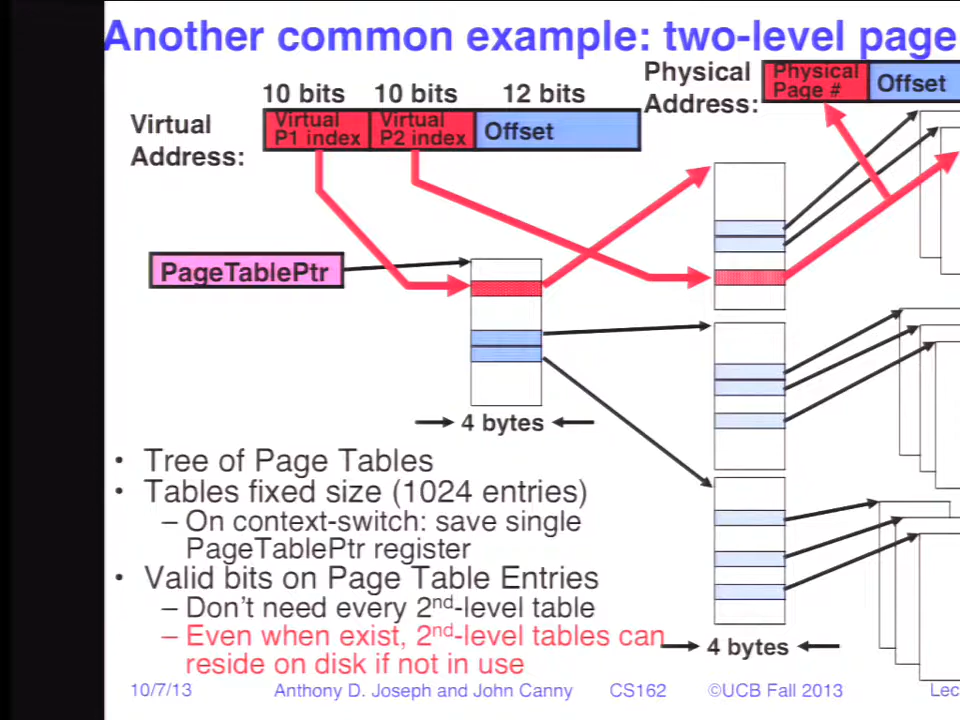 Another common example: two-level page
10 bits 10 bits 12 bits
Physical Address:
Physical Page #
Offset
Virtual Address:
Virtual P1 index
Virtual P2 index
Offset
PageTablePtr
4 bytes
• Tree of Page Tables
• Tables fixed size (1024 entries)
– On context-switch: save single
PageTablePtr register
• Valid bits on Page Table Entries
– Don't need every 2nd-level table
– Even when exist, 2nd-level tables can
reside on disk if not in use
4 bytes
10/7/13 Anthony D. Joseph and John Canny CS162 ©UCB Fall 2013 Lec